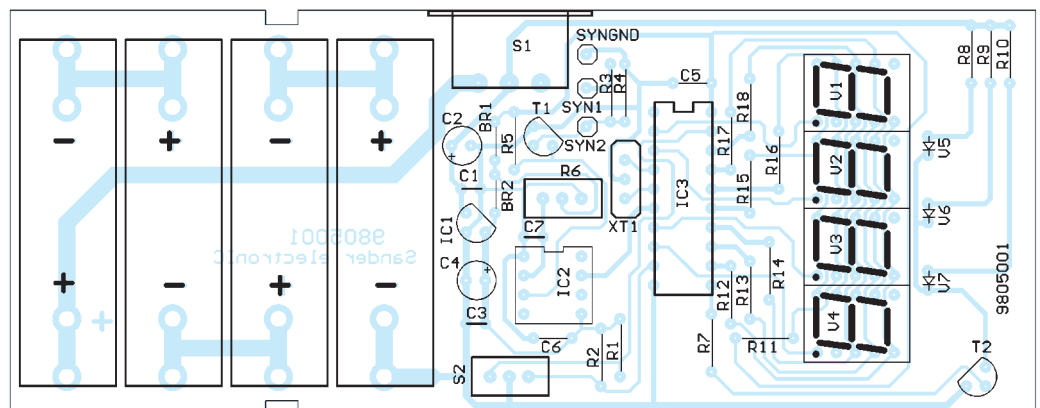 S1
SYNGND
SYN1
SYN2
R3
R4
C5
R18
R17
R16
R15
R8
R9
R10
V1
V2
V3
V4
V5
V6
V7
C2
BR1
R5
T1
C1
BR2
R6
C7
XT1
IC3
IC1
C4
C3
IC2
C6
S2
R2
R1
R7
R12
R13
R14
R11
T2
9805001
9805001
Sander electronIC
-
+
-
+
+
-
+
-
+
+
+